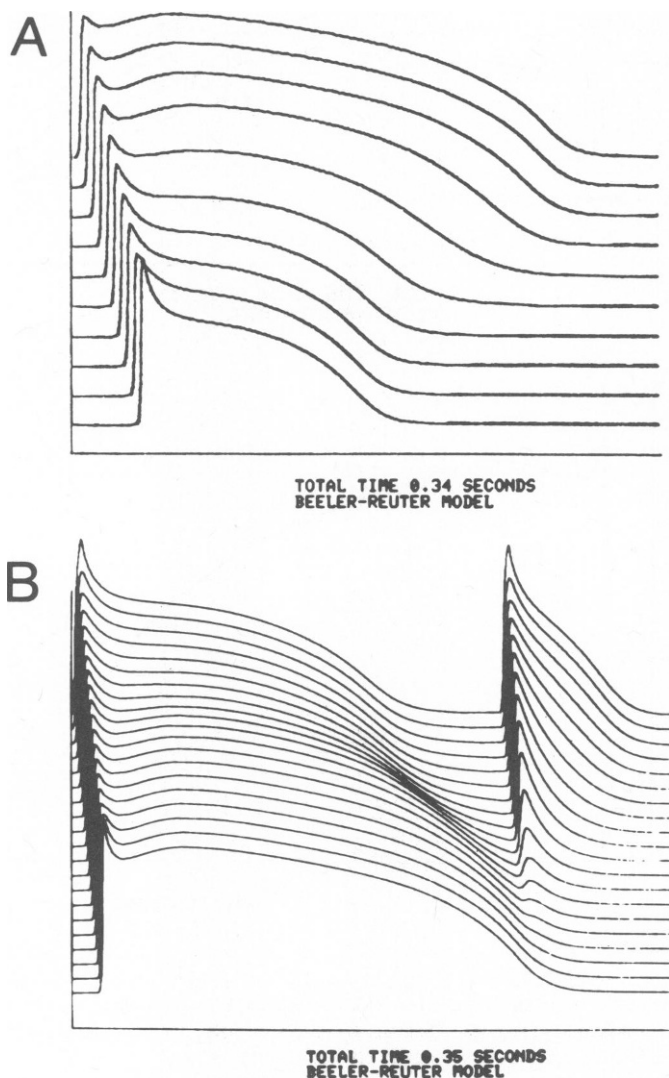 A
TOTAL TIME 0.34 SECONDS
BEELER-REUTER MODEL
B
TOTAL TIME 0.35 SECONDS
BEELER-REUTER MODEL